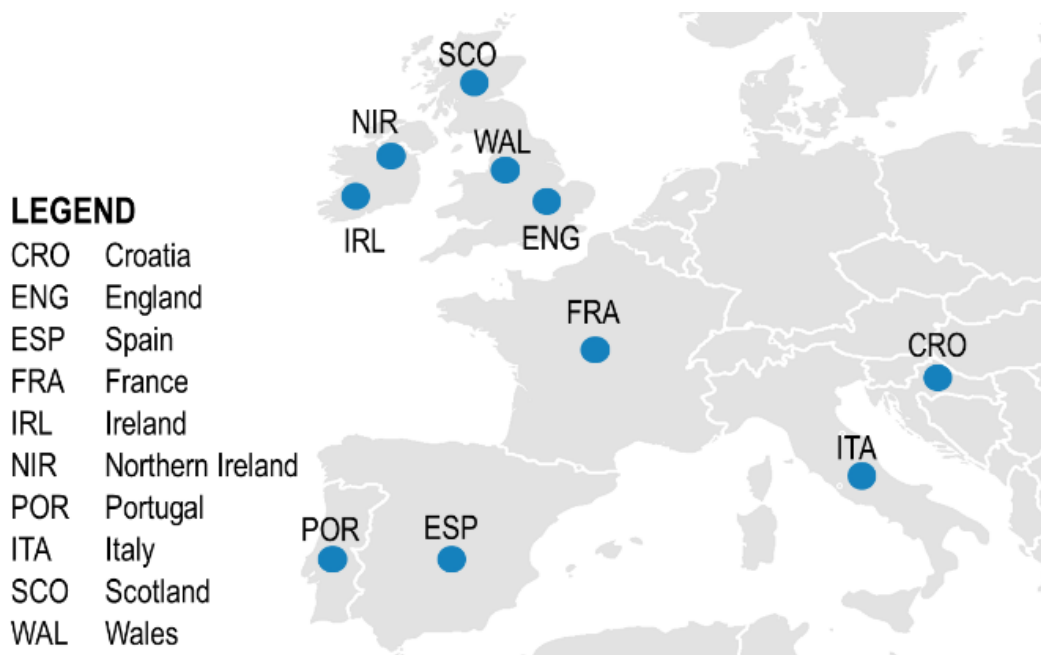 SCO
NIR
WAL
IRL
ENG
FRA
CRO
ITA
POR
ESP
LEGEND
CRO Croatia
ENG England
ESP Spain
FRA France
IRL Ireland
NIR Northern Ireland
POR Portugal
ITA Italy
SCO Scotland
WAL Wales